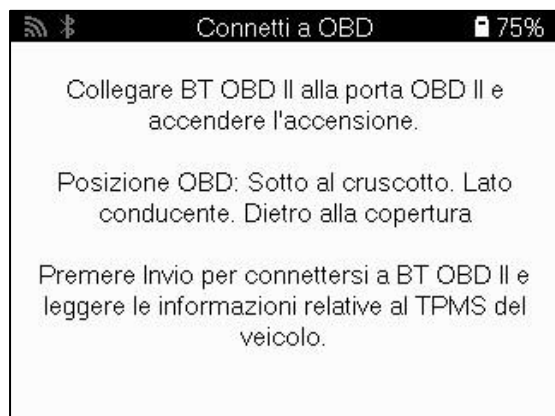 Connetti a OBD 75%
Collegare BT OBD II alla porta OBD II e
accendere l'accensione.
Posizione OBD: Sotto al cruscotto. Lato
conducente. Dietro alla copertura
Premere Invio per connettersi a BT OBD II e
leggere le informazioni relative al TPMS del
veicolo.